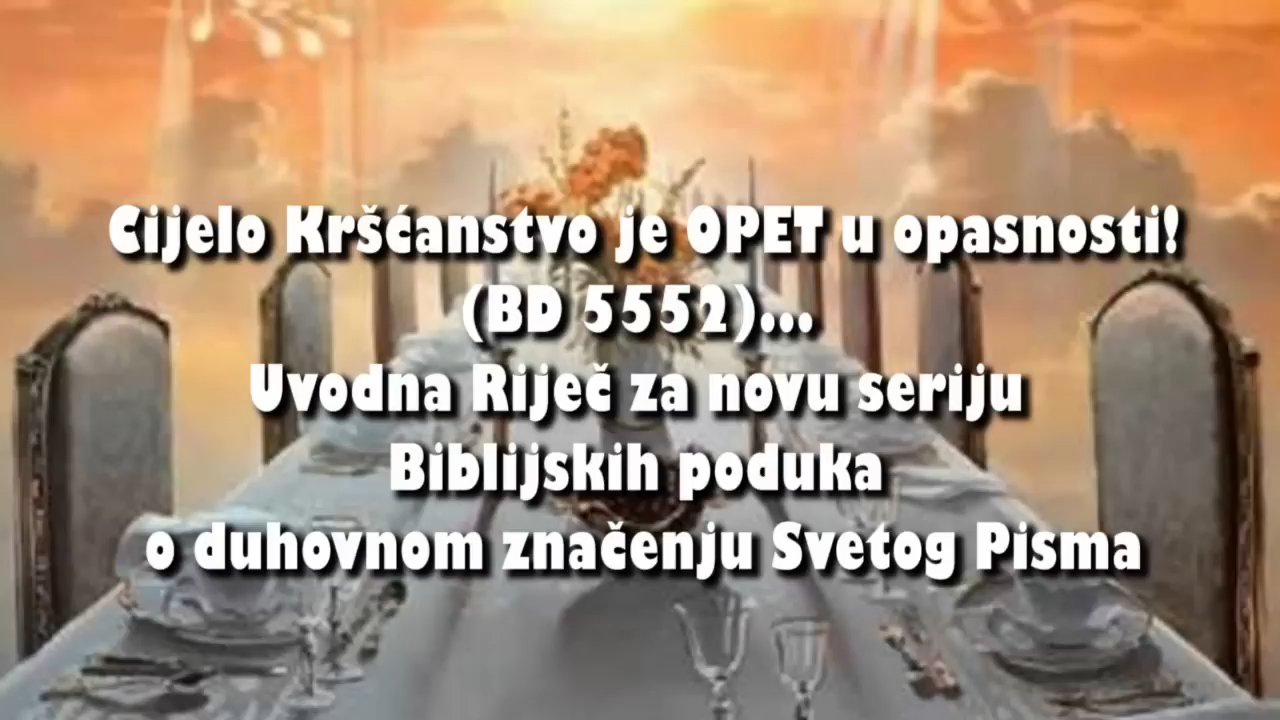 Cijelo Kršćanstvo je OPET u opasnosti!
(BD 5552)...
Uvodna Riječ za novu seriju
Biblijskih poduka
o duhovnom značenju Svetog Pisma